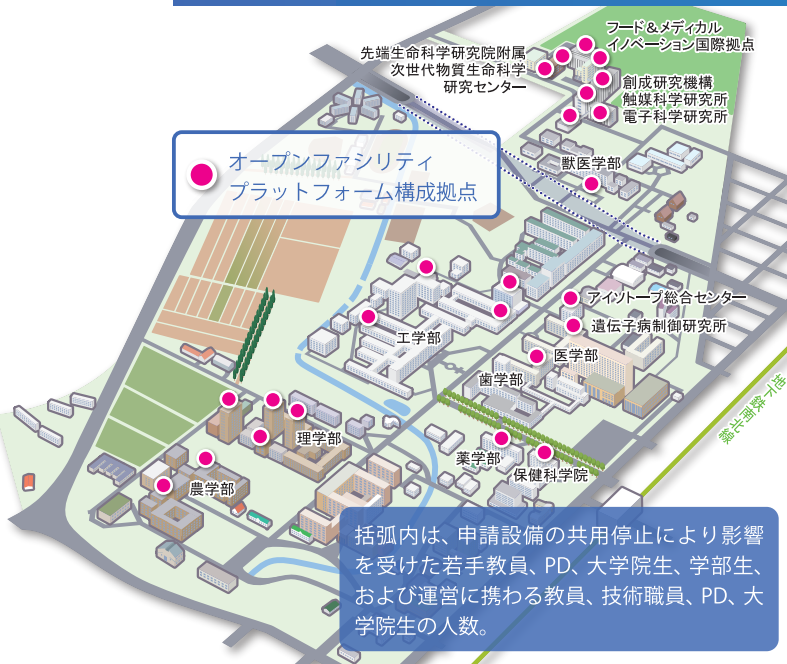 フード&メディカル
イノベーション国際拠点
先端生命科学研究院附属
次世代物質生命科学
研究センター
創成研究機構
触媒科学研究所
電子科学研究所
オープンファシリティ
プラットフォーム構成拠点
獣医学部
アイソトープ総合センター
遺伝子病制御研究所
工学部
医学部
歯学部
地下鉄南北線
理学部
薬学部
保健科学院
農学部
括弧内は、申請設備の共用停止により影響
を受けた若手教員、PD、大学院生、学部生、
および運営に携わる教員、技術職員、PD、大
学院生の人数。